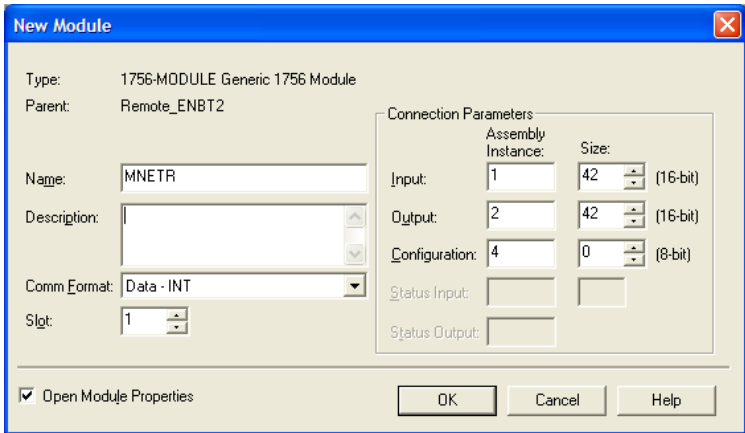 New Module
Type: 1756-MODULE Generic 1756 Module
Parent: Remote_ENBT2
Connection Parameters
Assembly
Instance: Size:
Name: MNETR
Input: 1 42 (16-bit)
Description:
Output: 2 42 (16-bit)
Configuration: 4 0 (8-bit)
Comm Format: Data - INT
Status Input:
Slot: 1
Status Output:
Open Module Properties
OK Cancel Help